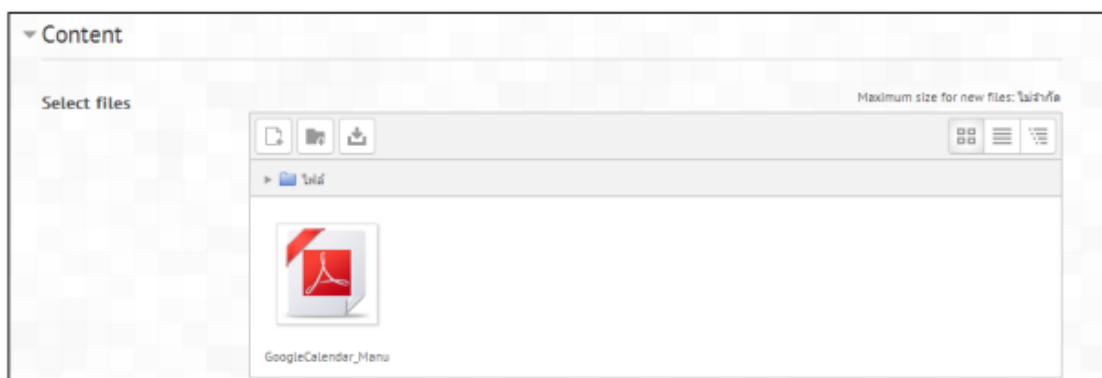 Content
Select files
Maximum size for new files: ไม่จำกัด
ไฟล์
GoogleCalendar_Manu